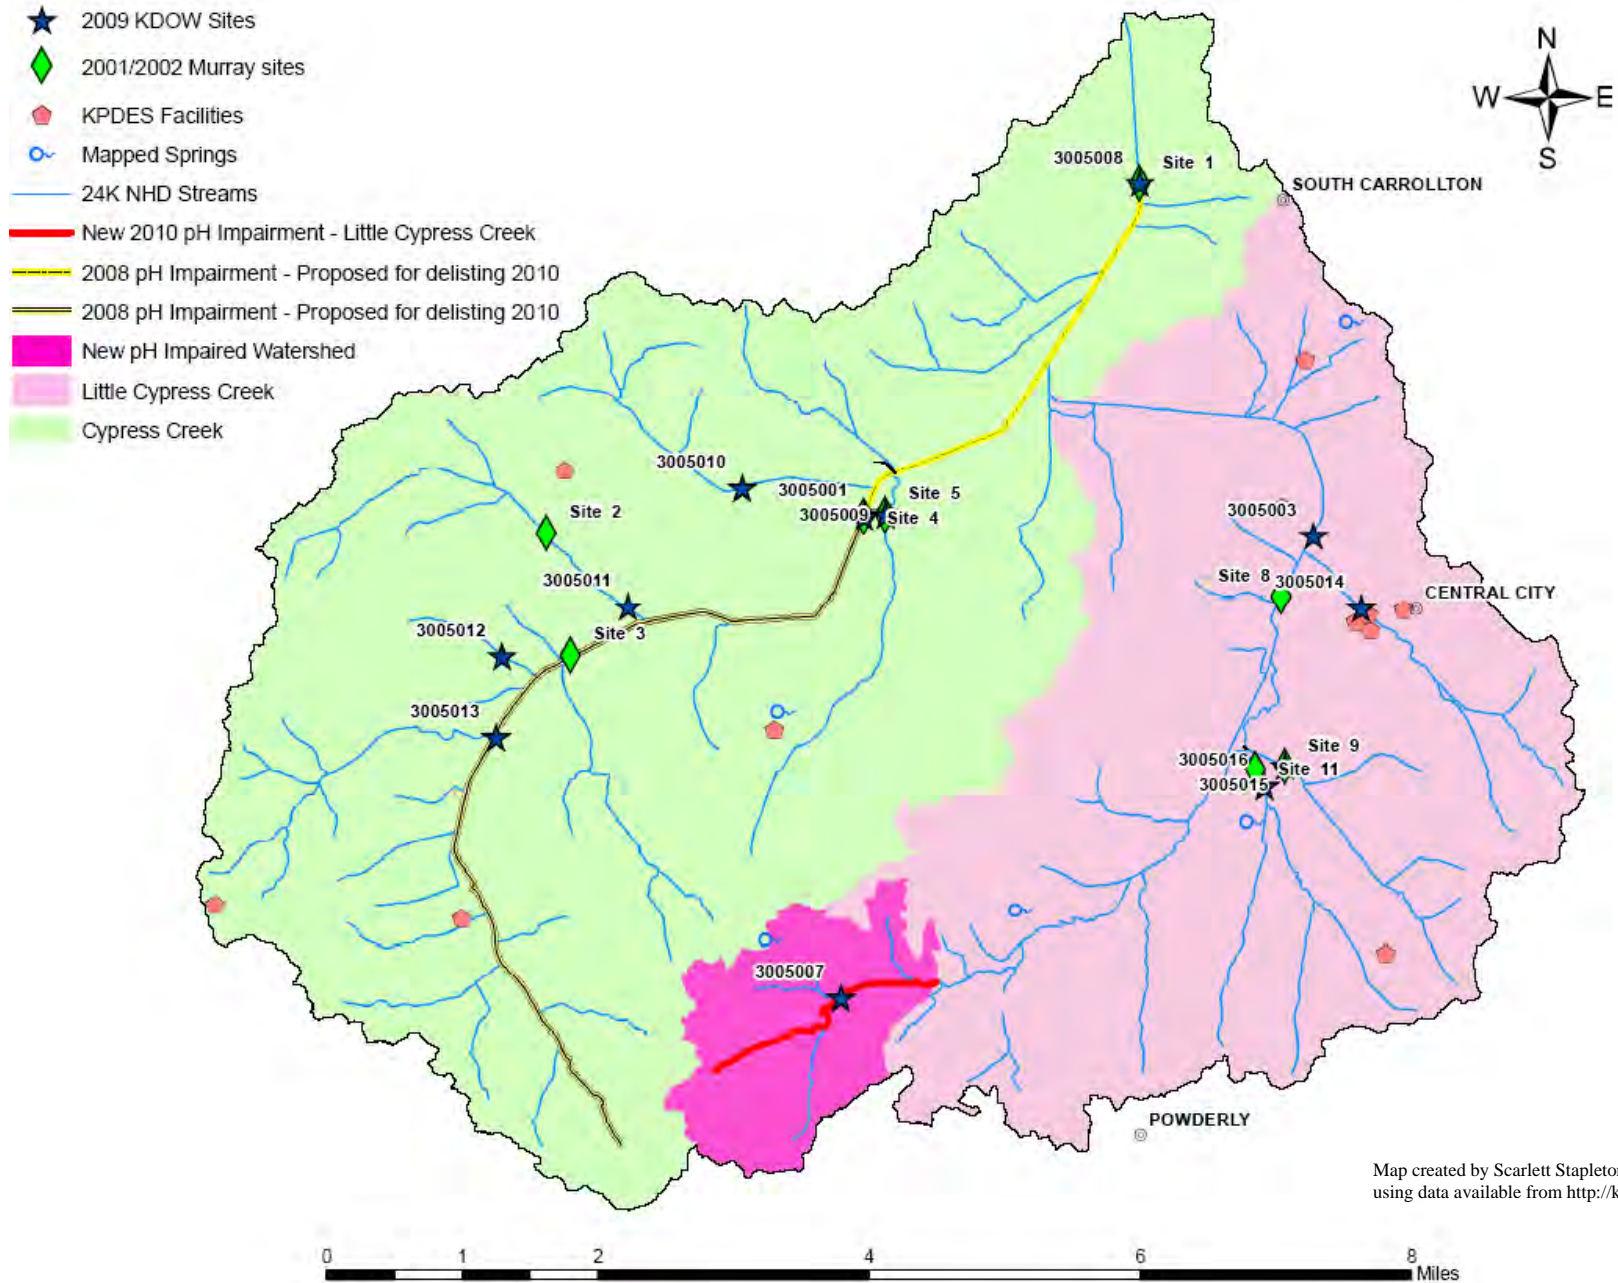 2009 KDOW Sites
2001/2002 Murray sites
KPDES Facilities
Mapped Springs
24K NHD Streams
New 2010 pH Impairment - Little Cypress Creek
2008 pH Impairment - Proposed for delisting 2010
2008 pH Impairment - Proposed for delisting 2010
New pH Impaired Watershed
Little Cypress Creek
Cypress Creek
N
W E
S
3005008 Site 1
SOUTH CARROLLTON
3005010
3005001 Site 5
3005009 Site 4
Site 2
3005003
3005011
Site 8 3005014
CENTRAL CITY
3005012 Site 3
3005013
Site 9
3005016 Site 11
3005015
3005007
POWDERLY
Map created by Scarlett Stapleton
using data available from http://k
0 1 2 4 6 8
Miles